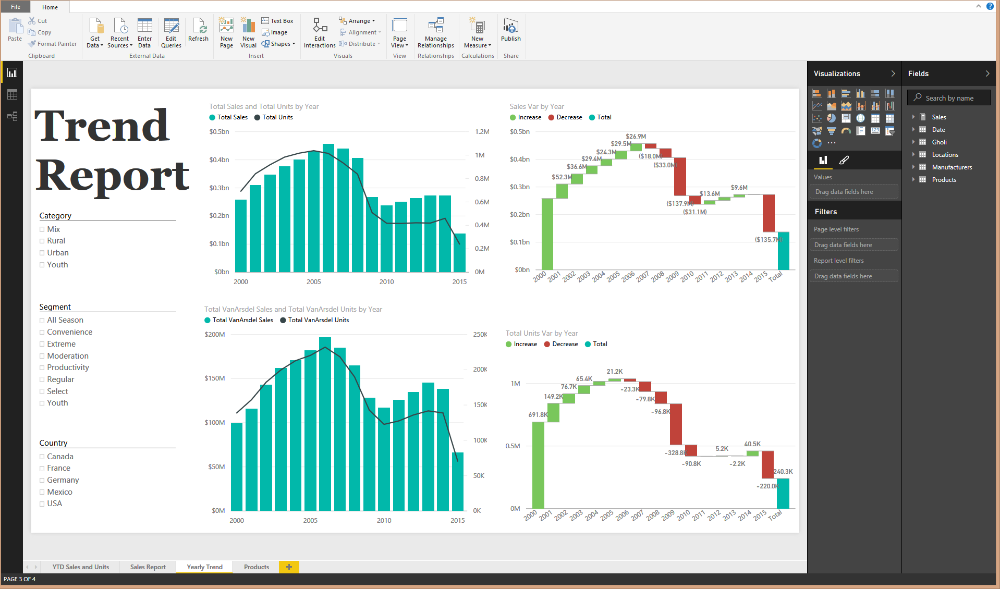 File
Home
Paste
Cut
Copy
Format Painter
Clipboard
Get Data
Recent Sources
Enter Data
Edit Queries
Refresh
External Data
New Page
New Visual
Text Box
Image
Shapes
Insert
Edit Interactions
Arrange
Alignment
Distribute
Visuals
Page View
View
Manage Relationships
Relationships
New Measure
Calculations
Publish
Share
Trend
Report
Category
Mix
Rural
Urban
Youth
Segment
All Season
Convenience
Extreme
Moderation
Productivity
Regular
Select
Youth
Country
Canada
France
Germany
Mexico
USA
Total Sales and Total Units by Year
Total Sales Total Units
$0.5bn
$0.4bn
$0.3bn
$0.2bn
$0.1bn
$0bn
1.2M
1M
0.8M
0.6M
0.4M
0.2M
0M
2000 2005 2010 2015
Sales Var by Year
Increase Decrease Total
$0.5bn
$0.4bn
$0.3bn
$0.2bn
$0.1bn
$0bn
$52.3M
$36.6M
$29.4M
$24.3M
$29.5M
$26.9M
($18.0M)
($33.0M)
($137.9M)
($31.1M)
$13.6M
$9.6M
($135.7M)
2000 2001 2002 2003 2004 2005 2006 2007 2008 2009 2010 2011 2012 2013 2014 2015 Total
Total VanArsdel Sales and Total VanArsdel Units by Year
Total VanArsdel Sales Total VanArsdel Units
$200M
$150M
$100M
$50M
$0M
250K
200K
150K
100K
50K
0K
2000 2005 2010 2015
Total Units Var by Year
Increase Decrease Total
1M
0.5M
0M
691.8K
149.2K
76.7K
65.4K
21.2K
-23.3K
-79.8K
-96.8K
-328.8K
-90.8K
5.2K
-2.2K
40.5K
-220.0K
240.3K
2000 2001 2002 2003 2004 2005 2006 2007 2008 2009 2010 2011 2012 2013 2014 2015 Total
Visualizations
123
Values
Drag data fields here
Filters
Page level filters
Drag data fields here
Report level filters
Drag data fields here
Fields
Search by name
Sales
Date
Gholi
Locations
Manufacturers
Products
YTD Sales and Units
Sales Report
Yearly Trend
Products
PAGE 3 OF 4